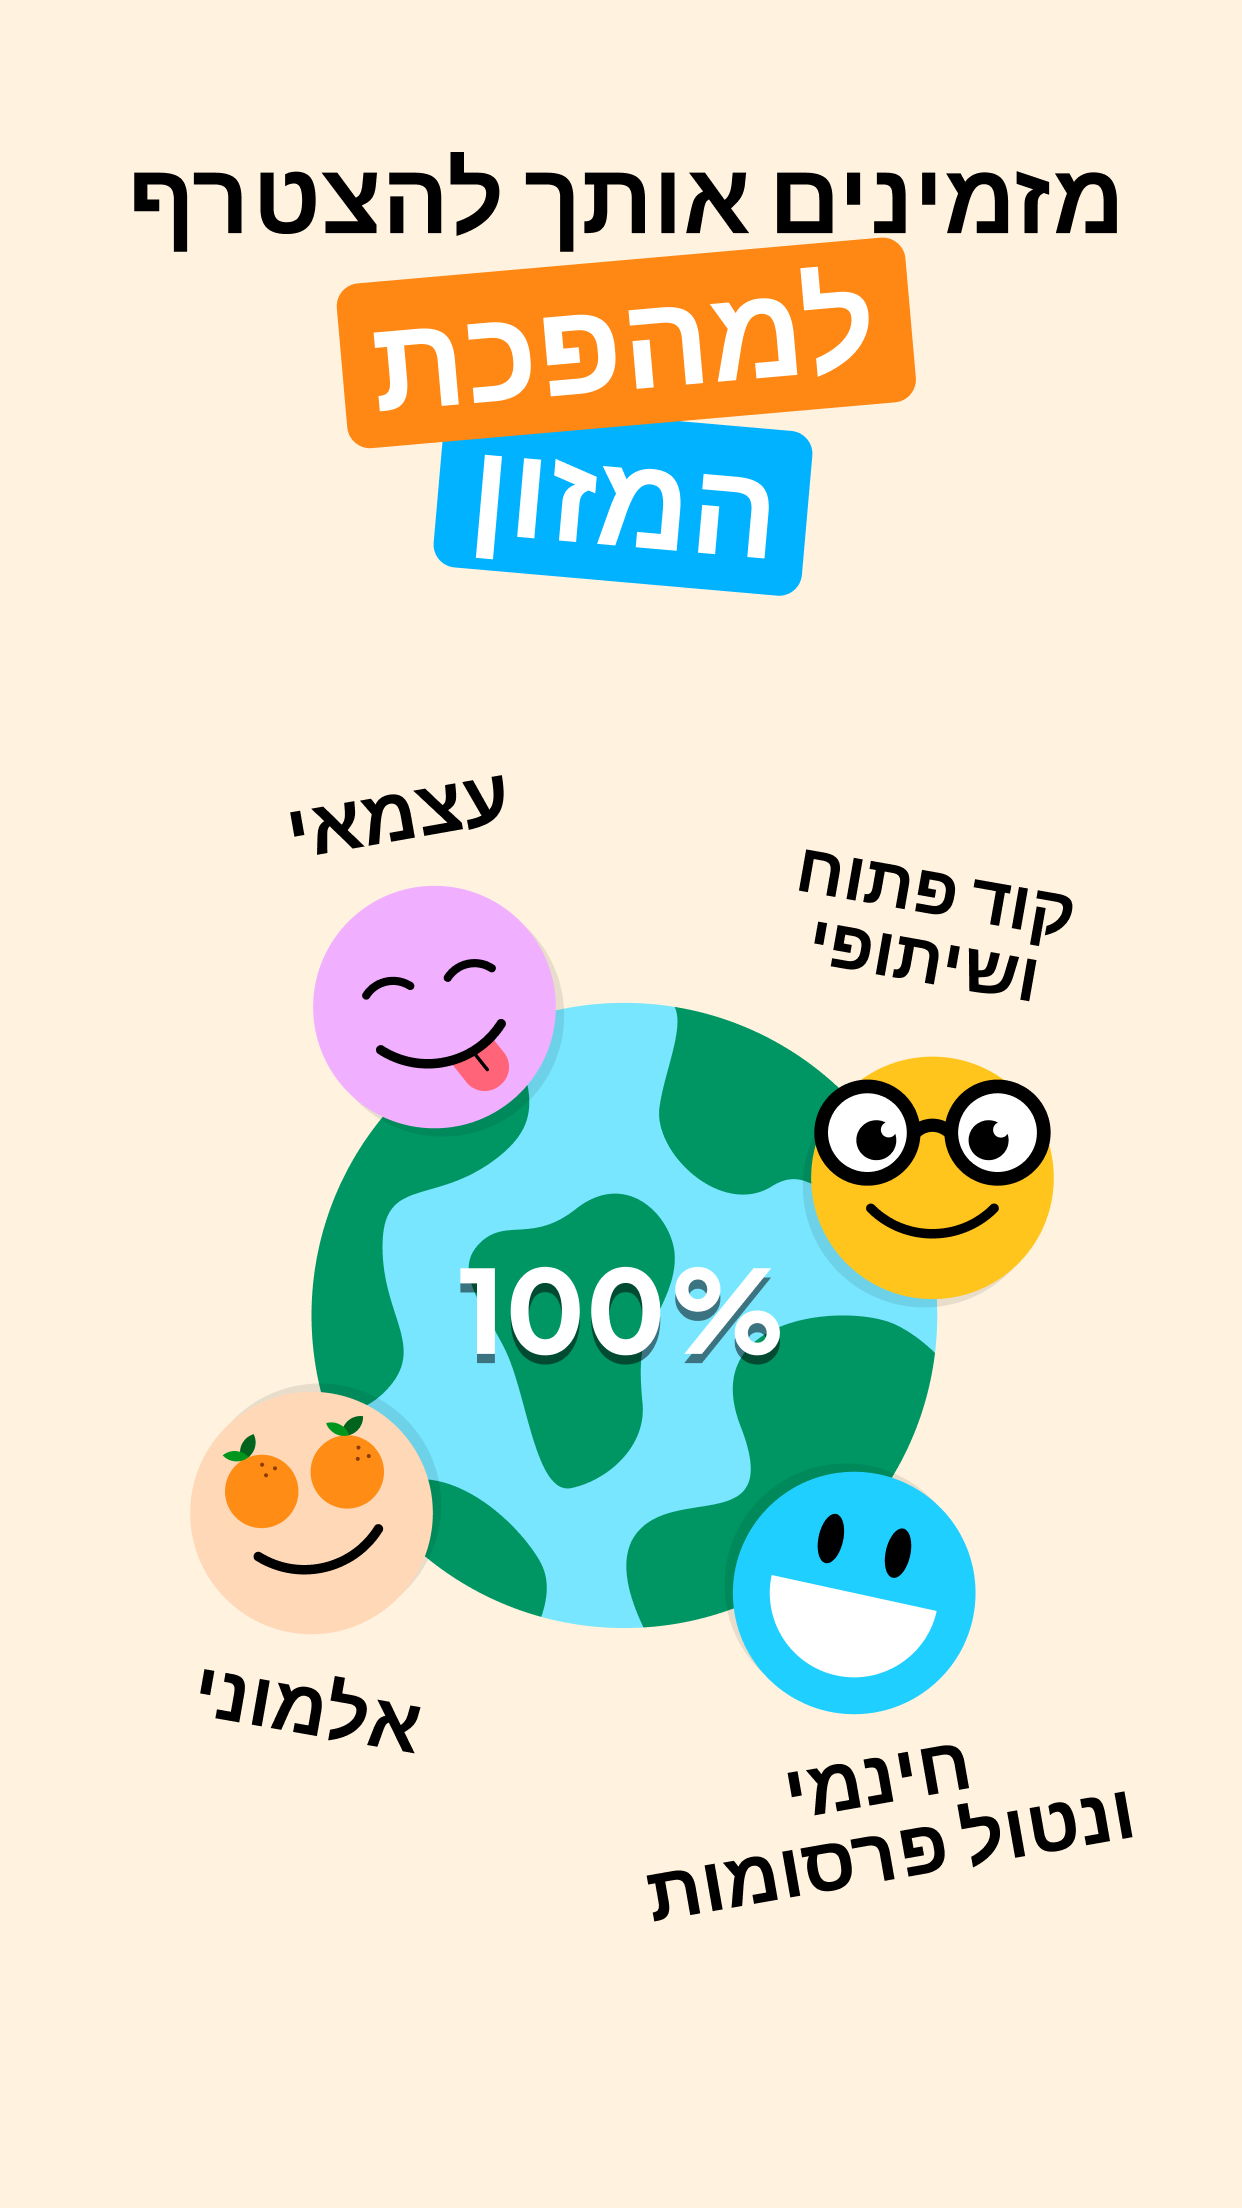 מזמינים אותך להצטרף
למהפכת
המזון
עצמאי
קוד פתוח
ושיתופי
100%
אלמוני
חינמי
ונטול פרסומות